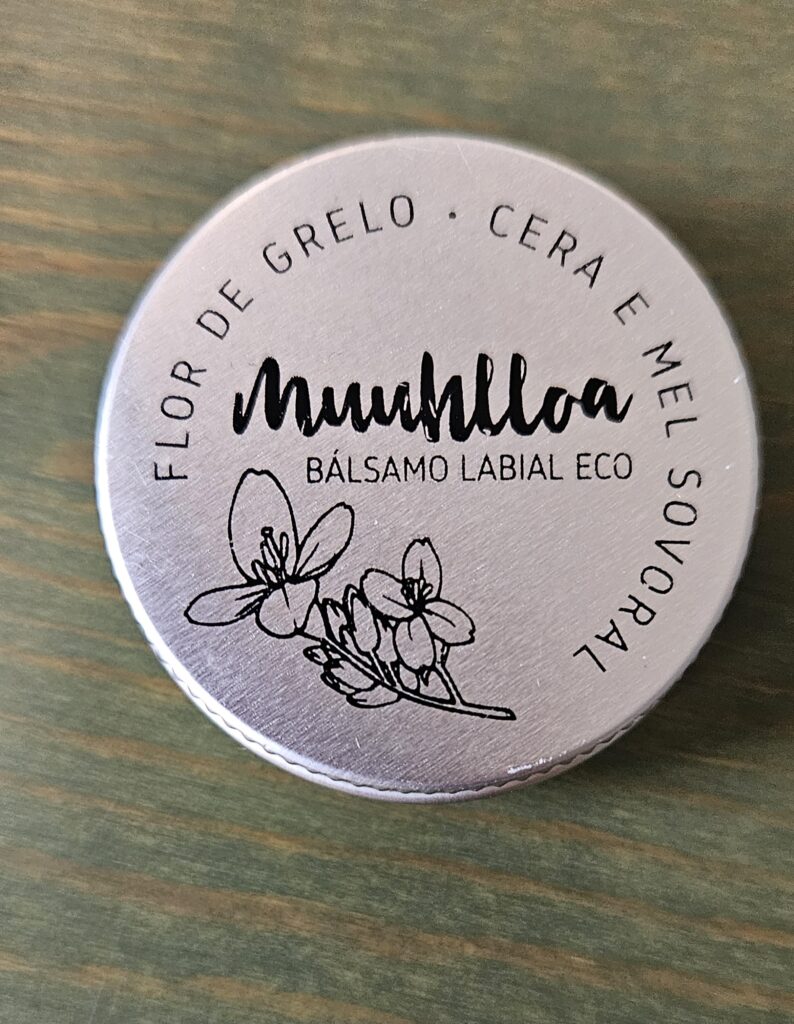 FLOR DE GRELO · CERA E MEL SOVORAL
Muuhlloa
BÁLSAMO LABIAL ECO